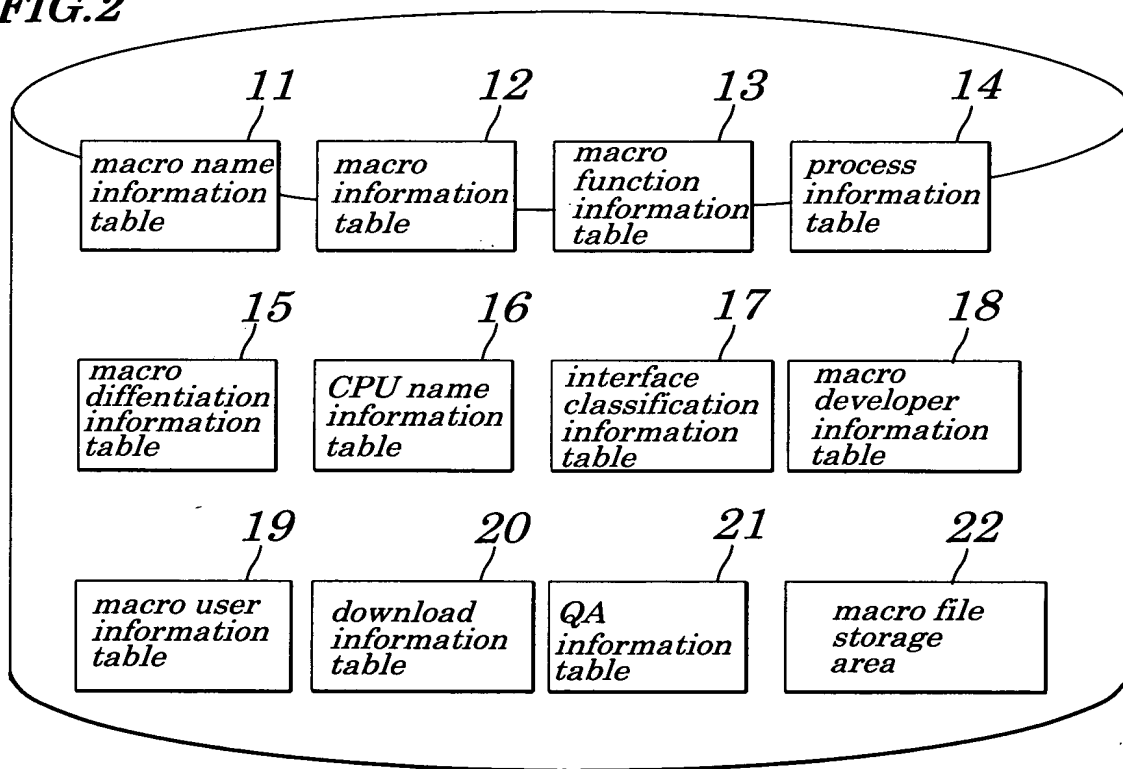 FIG.2
11 12 13 14
macro name
information
table
macro
information
table
macro
function
information
table
process
information
table
15 16 17 18
macro
diffentiation
information
table
CPU name
information
table
interface
classification
information
table
macro
developer
information
table
19 20 21 22
macro user
information
table
download
information
table
QA
information
table
macro file
storage
area